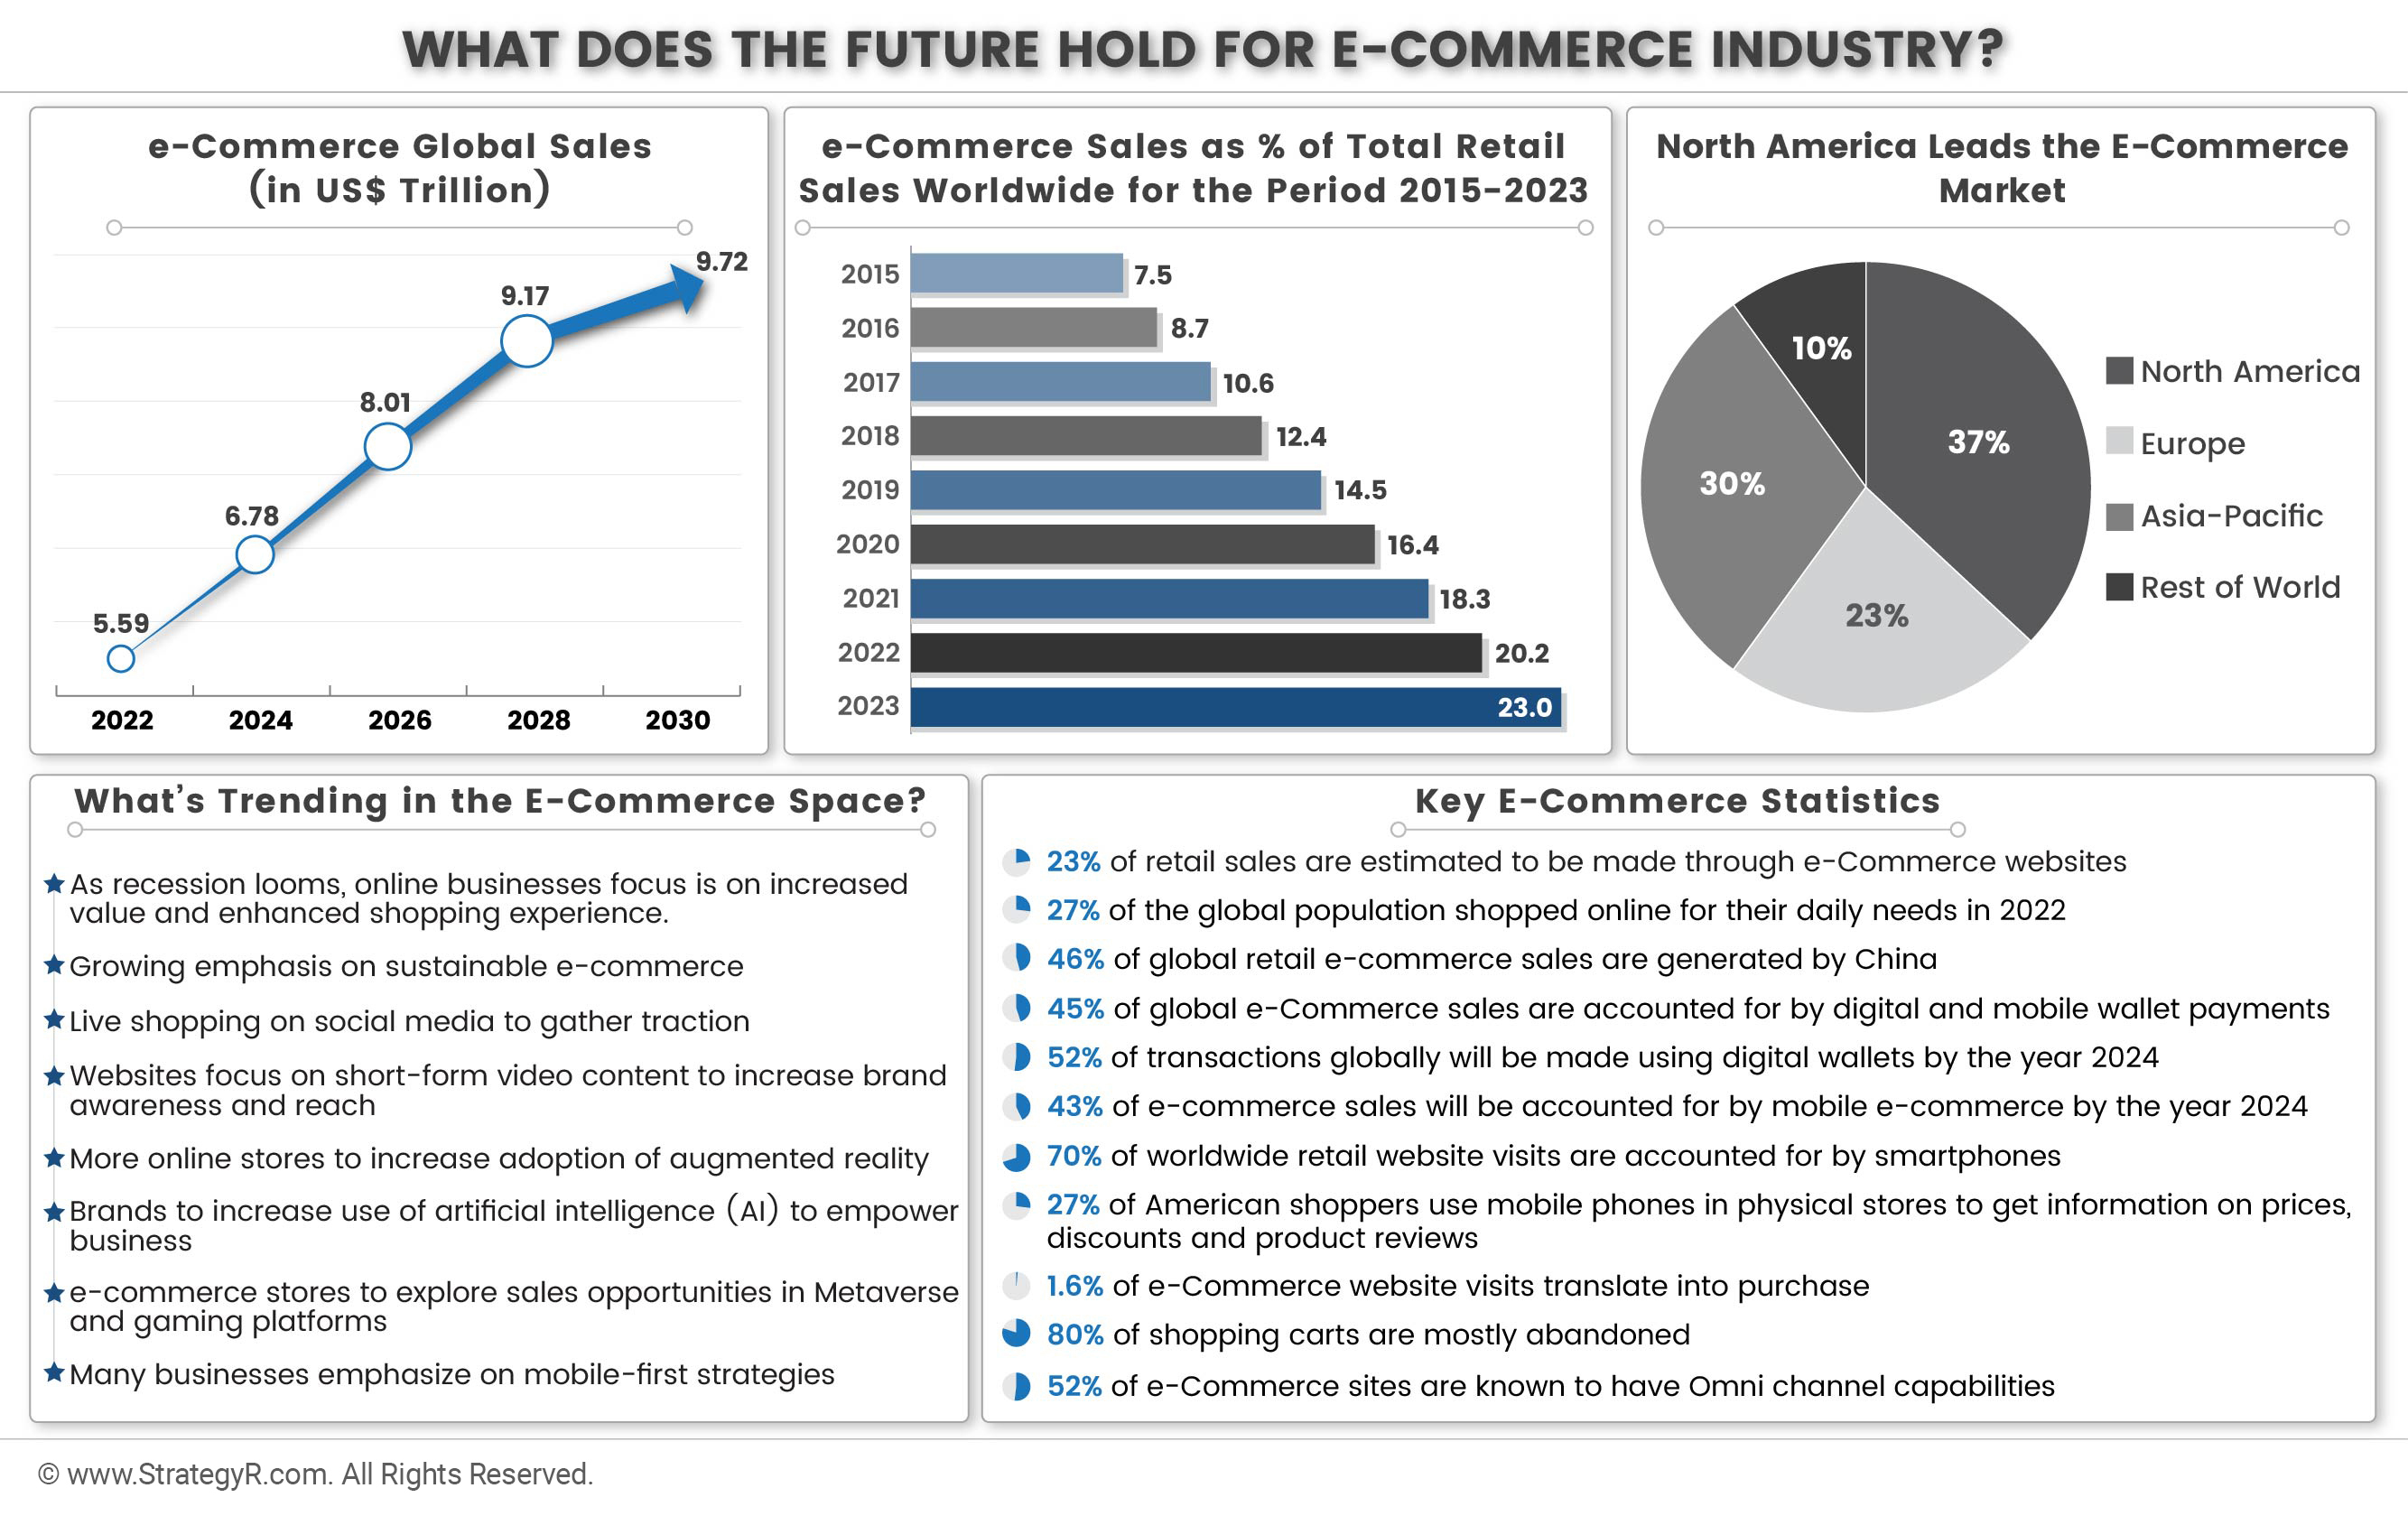 WHAT DOES THE FUTURE HOLD FOR E-COMMERCE INDUSTRY?
e-Commerce Global Sales
(in US$ Trillion)
9.72
9.17
8.01
6.78
5.59
2022 2024 2026 2028 2030
e-Commerce Sales as % of Total Retail
Sales Worldwide for the Period 2015-2023
2015 7.5
2016 8.7
2017 10.6
2018 12.4
2019 14.5
2020 16.4
2021 18.3
2022 20.2
2023 23.0
North America Leads the E-Commerce
Market
10%
37%
30%
23%
North America
Europe
Asia-Pacific
Rest of World
What's Trending in the E-Commerce Space?
As recession looms, online businesses focus is on increased
value and enhanced shopping experience.
Growing emphasis on sustainable e-commerce
Live shopping on social media to gather traction
Websites focus on short-form video content to increase brand
awareness and reach
More online stores to increase adoption of augmented reality
Brands to increase use of artificial intelligence (AI) to empower
business
e-commerce stores to explore sales opportunities in Metaverse
and gaming platforms
Many businesses emphasize on mobile-first strategies
Key E-Commerce Statistics
23% of retail sales are estimated to be made through e-Commerce websites
27% of the global population shopped online for their daily needs in 2022
46% of global retail e-commerce sales are generated by China
45% of global e-Commerce sales are accounted for by digital and mobile wallet payments
52% of transactions globally will be made using digital wallets by the year 2024
43% of e-commerce sales will be accounted for by mobile e-commerce by the year 2024
70% of worldwide retail website visits are accounted for by smartphones
27% of American shoppers use mobile phones in physical stores to get information on prices,
discounts and product reviews
1.6% of e-Commerce website visits translate into purchase
80% of shopping carts are mostly abandoned
52% of e-Commerce sites are known to have Omni channel capabilities
© www.StrategyR.com. All Rights Reserved.